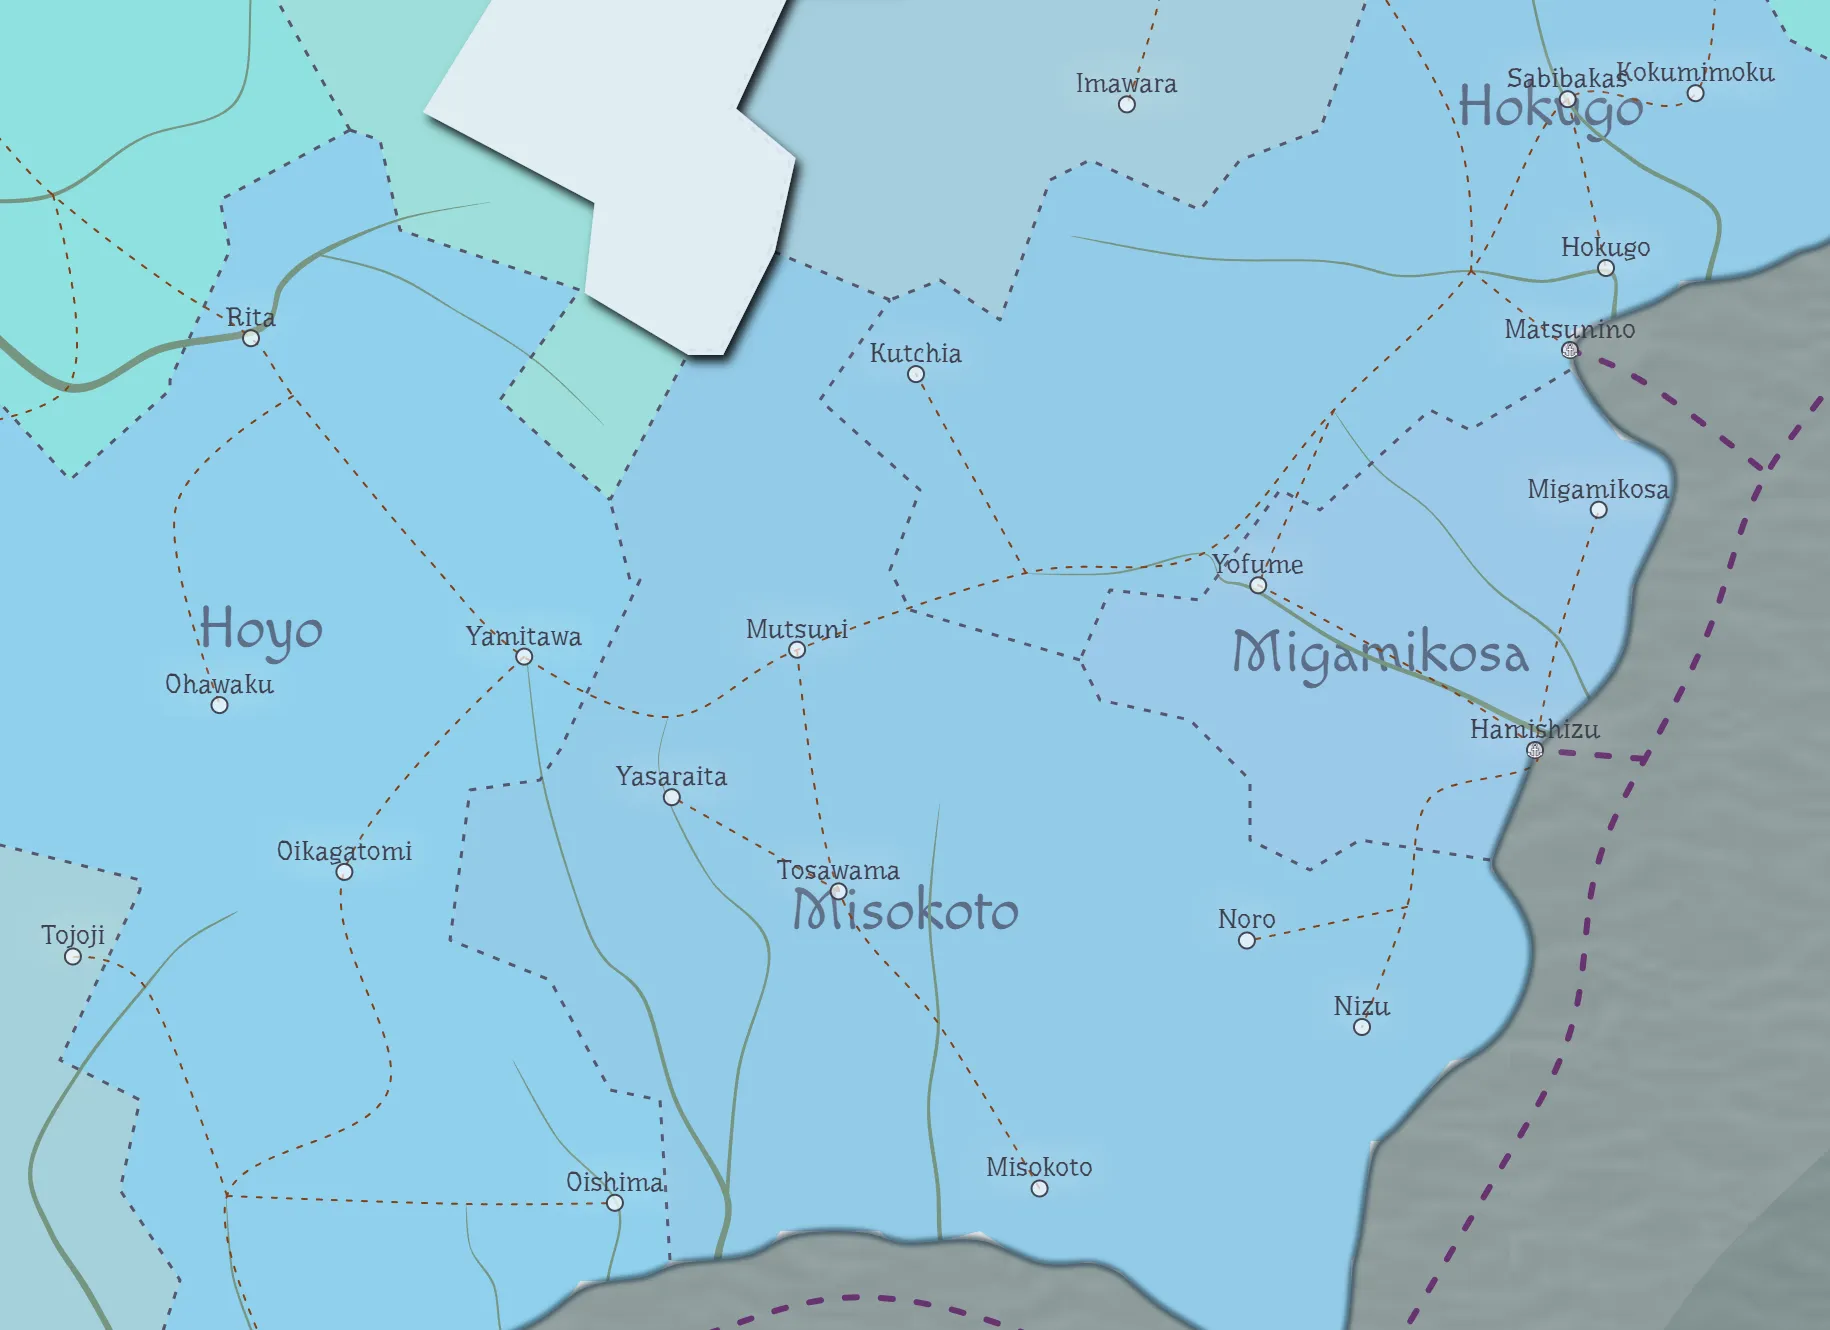 Kokumimoku
Sabibakas
Imawara
Hokugo
Hokugo
Rita
Matsunino
Kutchia
Migamikosa
Yofume
Hoyo
Mutsuni
Yamitawa
Migamikosa
Ohawaku
Hamishizu
Yasaraita
Oikagatomi
Tosawama
Misokoto
Noro
Tojoji
Nizu
Misokoto
Oishima